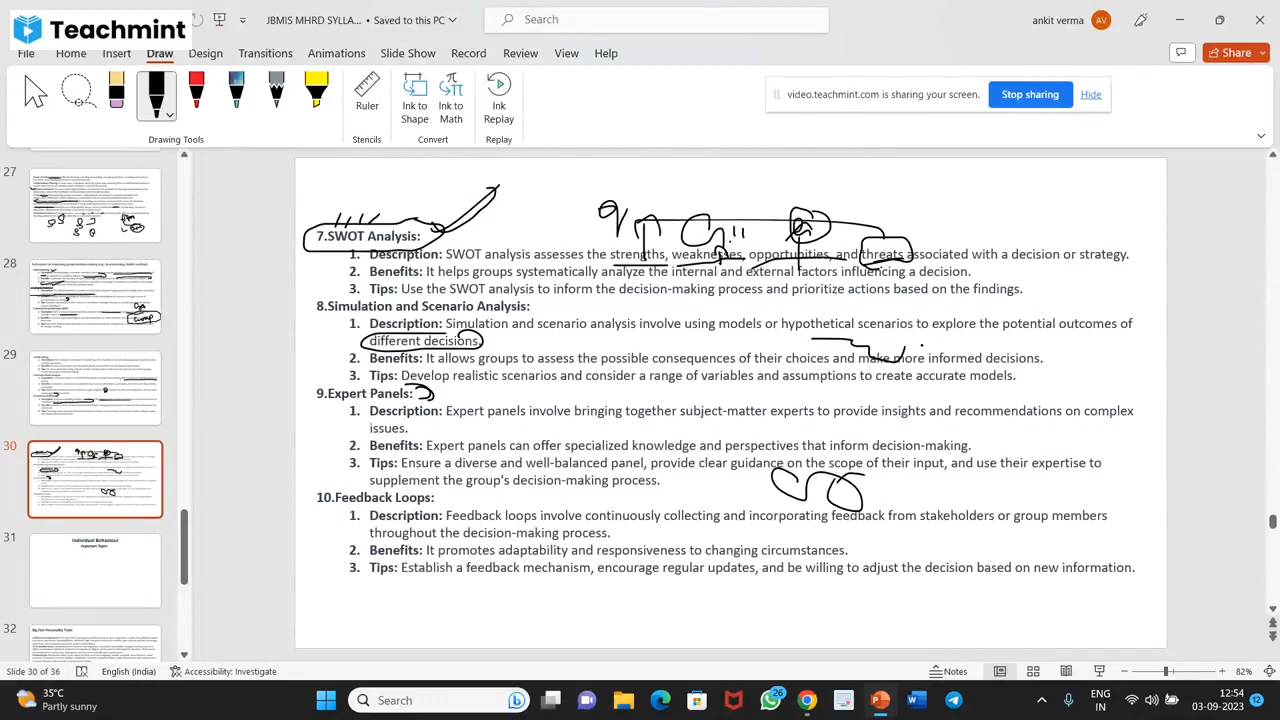 Teachmint
JBMIS MHRD SYLLA... • Saved to this PC
Search
ankit verma
AV
File Home Insert Draw Design Transitions Animations Slide Show Record Review View Help
Share
Ruler
Ink to Shape
Ink to Math
Ink Replay
Drawing Tools
Stencils
Convert
Replay
video.teachmint.com is sharing your screen.
Stop sharing
Hide
27
28
29
30
31
Individual Behaviour
Important Topic
32
Big Five Personality Traits
7.SWOT Analysis:
1. Description: SWOT analysis assesses the strengths, weaknesses, opportunities, and threats associated with a decision or strategy.
2. Benefits: It helps groups systematically analyze the internal and external factors influencing a decision.
3. Tips: Use the SWOT analysis to inform the decision-making process and prioritize actions based on the findings.
8.Simulation and Scenario Analysis:
1. Description: Simulation and scenario analysis involve using models or hypothetical scenarios to explore the potential outcomes of
different decisions.
2. Benefits: It allows groups to assess the possible consequences of their choices and make more informed decisions.
3. Tips: Develop realistic scenarios and consider a range of variables and uncertainties to create robust models.
9.Expert Panels:
1. Description: Expert panels involve bringing together subject-matter experts to provide insights and recommendations on complex
issues.
2. Benefits: Expert panels can offer specialized knowledge and perspectives that inform decision-making.
3. Tips: Ensure a diverse and well-balanced panel, provide clear guidance on the scope of their input, and use their expertise to
supplement the group's decision-making process.
10.Feedback Loops:
1. Description: Feedback loops involve continuously collecting and incorporating feedback from stakeholders or group members
throughout the decision-making process.
2. Benefits: It promotes adaptability and responsiveness to changing circumstances.
3. Tips: Establish a feedback mechanism, encourage regular updates, and be willing to adjust the decision based on new information.
Slide 30 of 36
English (India)
Accessibility: Investigate
Notes
82%
35°C
Partly sunny
Search
26
ENG
IN
12:54
03-09-2023
12